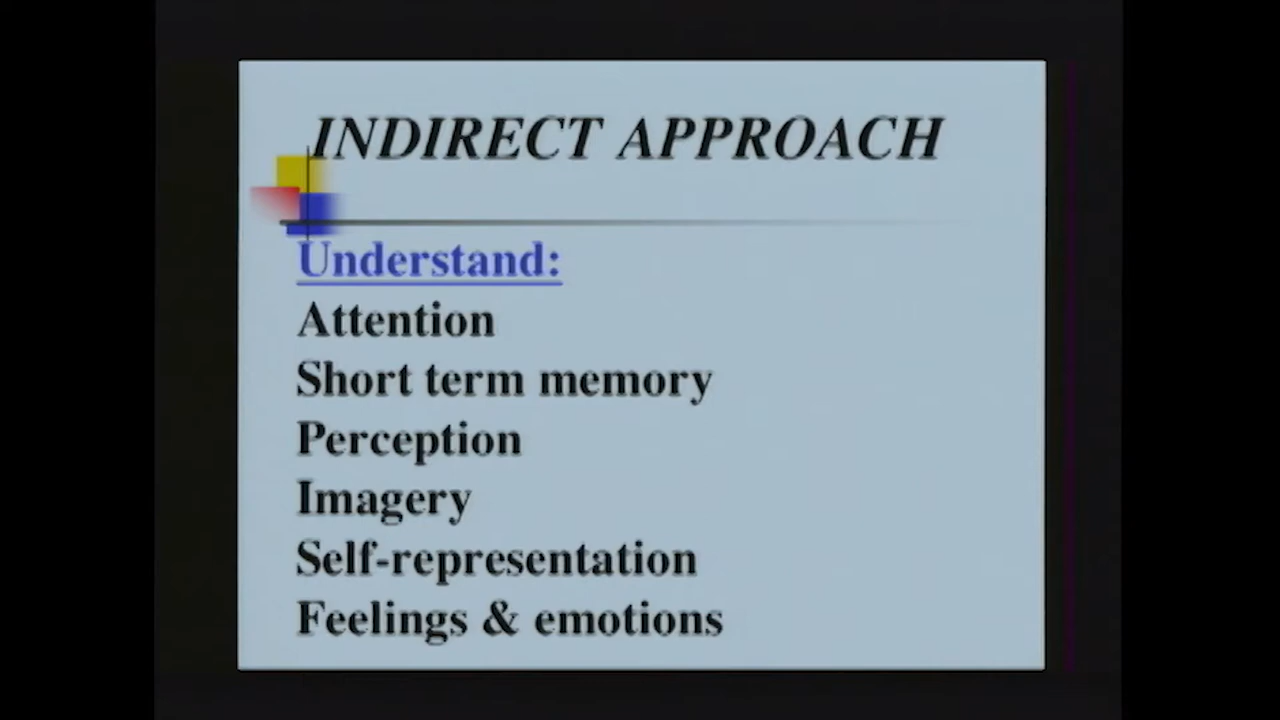 INDIRECT APPROACH
Understand:
Attention
Short term memory
Perception
Imagery
Self-representation
Feelings & emotions